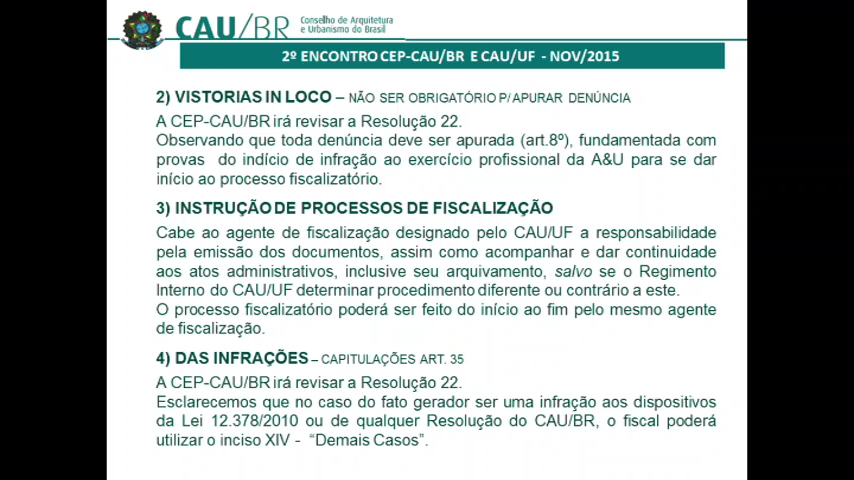 CAU/BR Conselho de Arquitetura
e Urbanismo do Brasil
2º ENCONTRO CEP-CAU/BR E CAU/UF - NOV/2015
2) VISTORIAS IN LOCO – NÃO SER OBRIGATÓRIO P/ APURAR DENÚNCIA
A CEP-CAU/BR irá revisar a Resolução 22.
Observando que toda denúncia deve ser apurada (art.8º), fundamentada com
provas do indício de infração ao exercício profissional da A&U para se dar
início ao processo fiscalizatório.
3) INSTRUÇÃO DE PROCESSOS DE FISCALIZAÇÃO
Cabe ao agente de fiscalização designado pelo CAU/UF a responsabilidade
pela emissão dos documentos, assim como acompanhar e dar continuidade
aos atos administrativos, inclusive seu arquivamento, salvo se o Regimento
Interno do CAU/UF determinar procedimento diferente ou contrário a este.
O processo fiscalizatório poderá ser feito do início ao fim pelo mesmo agente
de fiscalização.
4) DAS INFRAÇÕES – CAPITULAÇÕES ART. 35
A CEP-CAU/BR irá revisar a Resolução 22.
Esclarecemos que no caso do fato gerador ser uma infração aos dispositivos
da Lei 12.378/2010 ou de qualquer Resolução do CAU/BR, o fiscal poderá
utilizar o inciso XIV - “Demais Casos”.